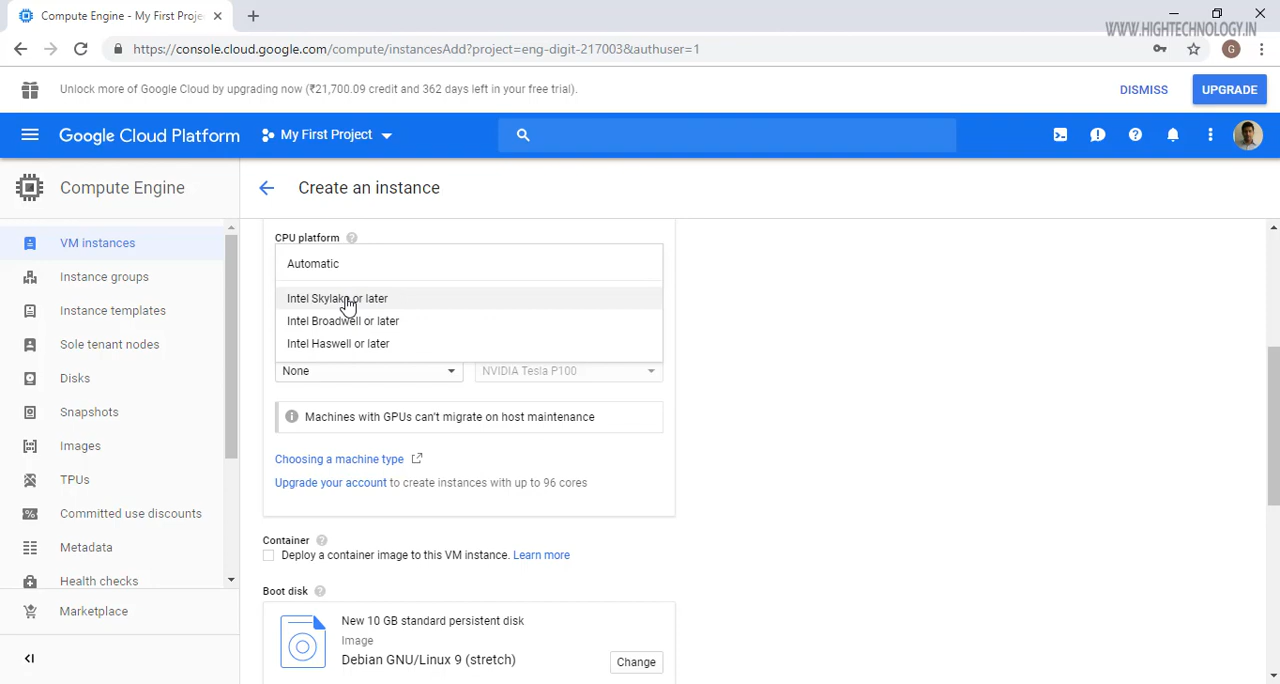 Compute Engine - My First Proje
WWW.HIGHTECHNOLOGY.IN
https://console.cloud.google.com/compute/instancesAdd?project=eng-digit-217003&authuser=1
G
Unlock more of Google Cloud by upgrading now (₹21,700.09 credit and 362 days left in your free trial).
DISMISS
UPGRADE
Google Cloud Platform
My First Project
Compute Engine
Create an instance
VM instances
Instance groups
Instance templates
Sole tenant nodes
Disks
Snapshots
Images
TPUs
Committed use discounts
Metadata
Health checks
Marketplace
CPU platform
Automatic
Intel Skylake or later
Intel Broadwell or later
Intel Haswell or later
None
NVIDIA Tesla P100
Machines with GPUs can't migrate on host maintenance
Choosing a machine type
Upgrade your account to create instances with up to 96 cores
Container
Deploy a container image to this VM instance. Learn more
Boot disk
New 10 GB standard persistent disk
Image
Debian GNU/Linux 9 (stretch)
Change